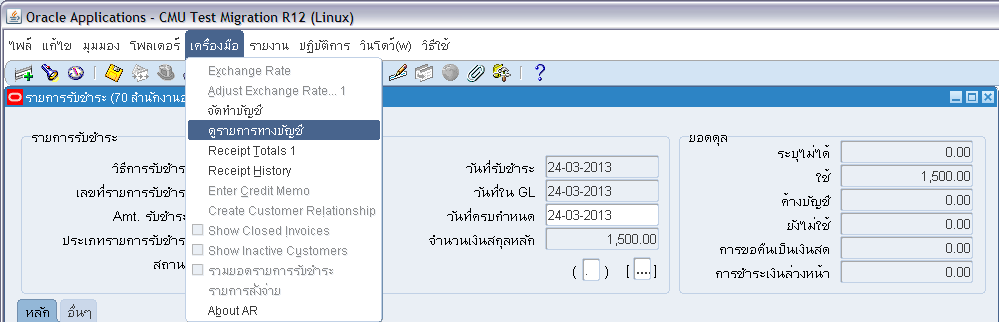 Oracle Applications - CMU Test Migration R12 (Linux)
ไฟล์ แก้ไข มุมมอง โฟลเดอร์ เครื่องมือ รายงาน ปฏิบัติการ วินโดว์(W) วิธีใช้
รายการรับชำระ (70 สำนักงานอ
Exchange Rate
Adjust Exchange Rate... 1
จัดทำบัญชี
ดูรายการทางบัญชี
Receipt Totals 1
Receipt History
Enter Credit Memo
Create Customer Relationship
Show Closed Invoices
Show Inactive Customers
รวมยอดรายการรับชำระ
รายการสั่งจ่าย
About AR
รายการรับชำระ
วิธีการรับชำระ
เลขที่รายการรับชำระ
Amt. รับชำระ
ประเภทรายการรับชำระ
สถานะ
วันที่รับชำระ 24-03-2013
วันที่ใน GL 24-03-2013
วันที่ครบกำหนด 24-03-2013
จำนวนเงินสกุลหลัก 1,500.00
( . ) [ .... ]
ยอดดุล
ระบุไม่ได้ 0.00
ใช้ 1,500.00
ค้างบัญชี 0.00
ยังไม่ใช้ 0.00
การขอคืนเป็นเงินสด 0.00
การชำระเงินล่วงหน้า 0.00
หลัก อื่นๆ